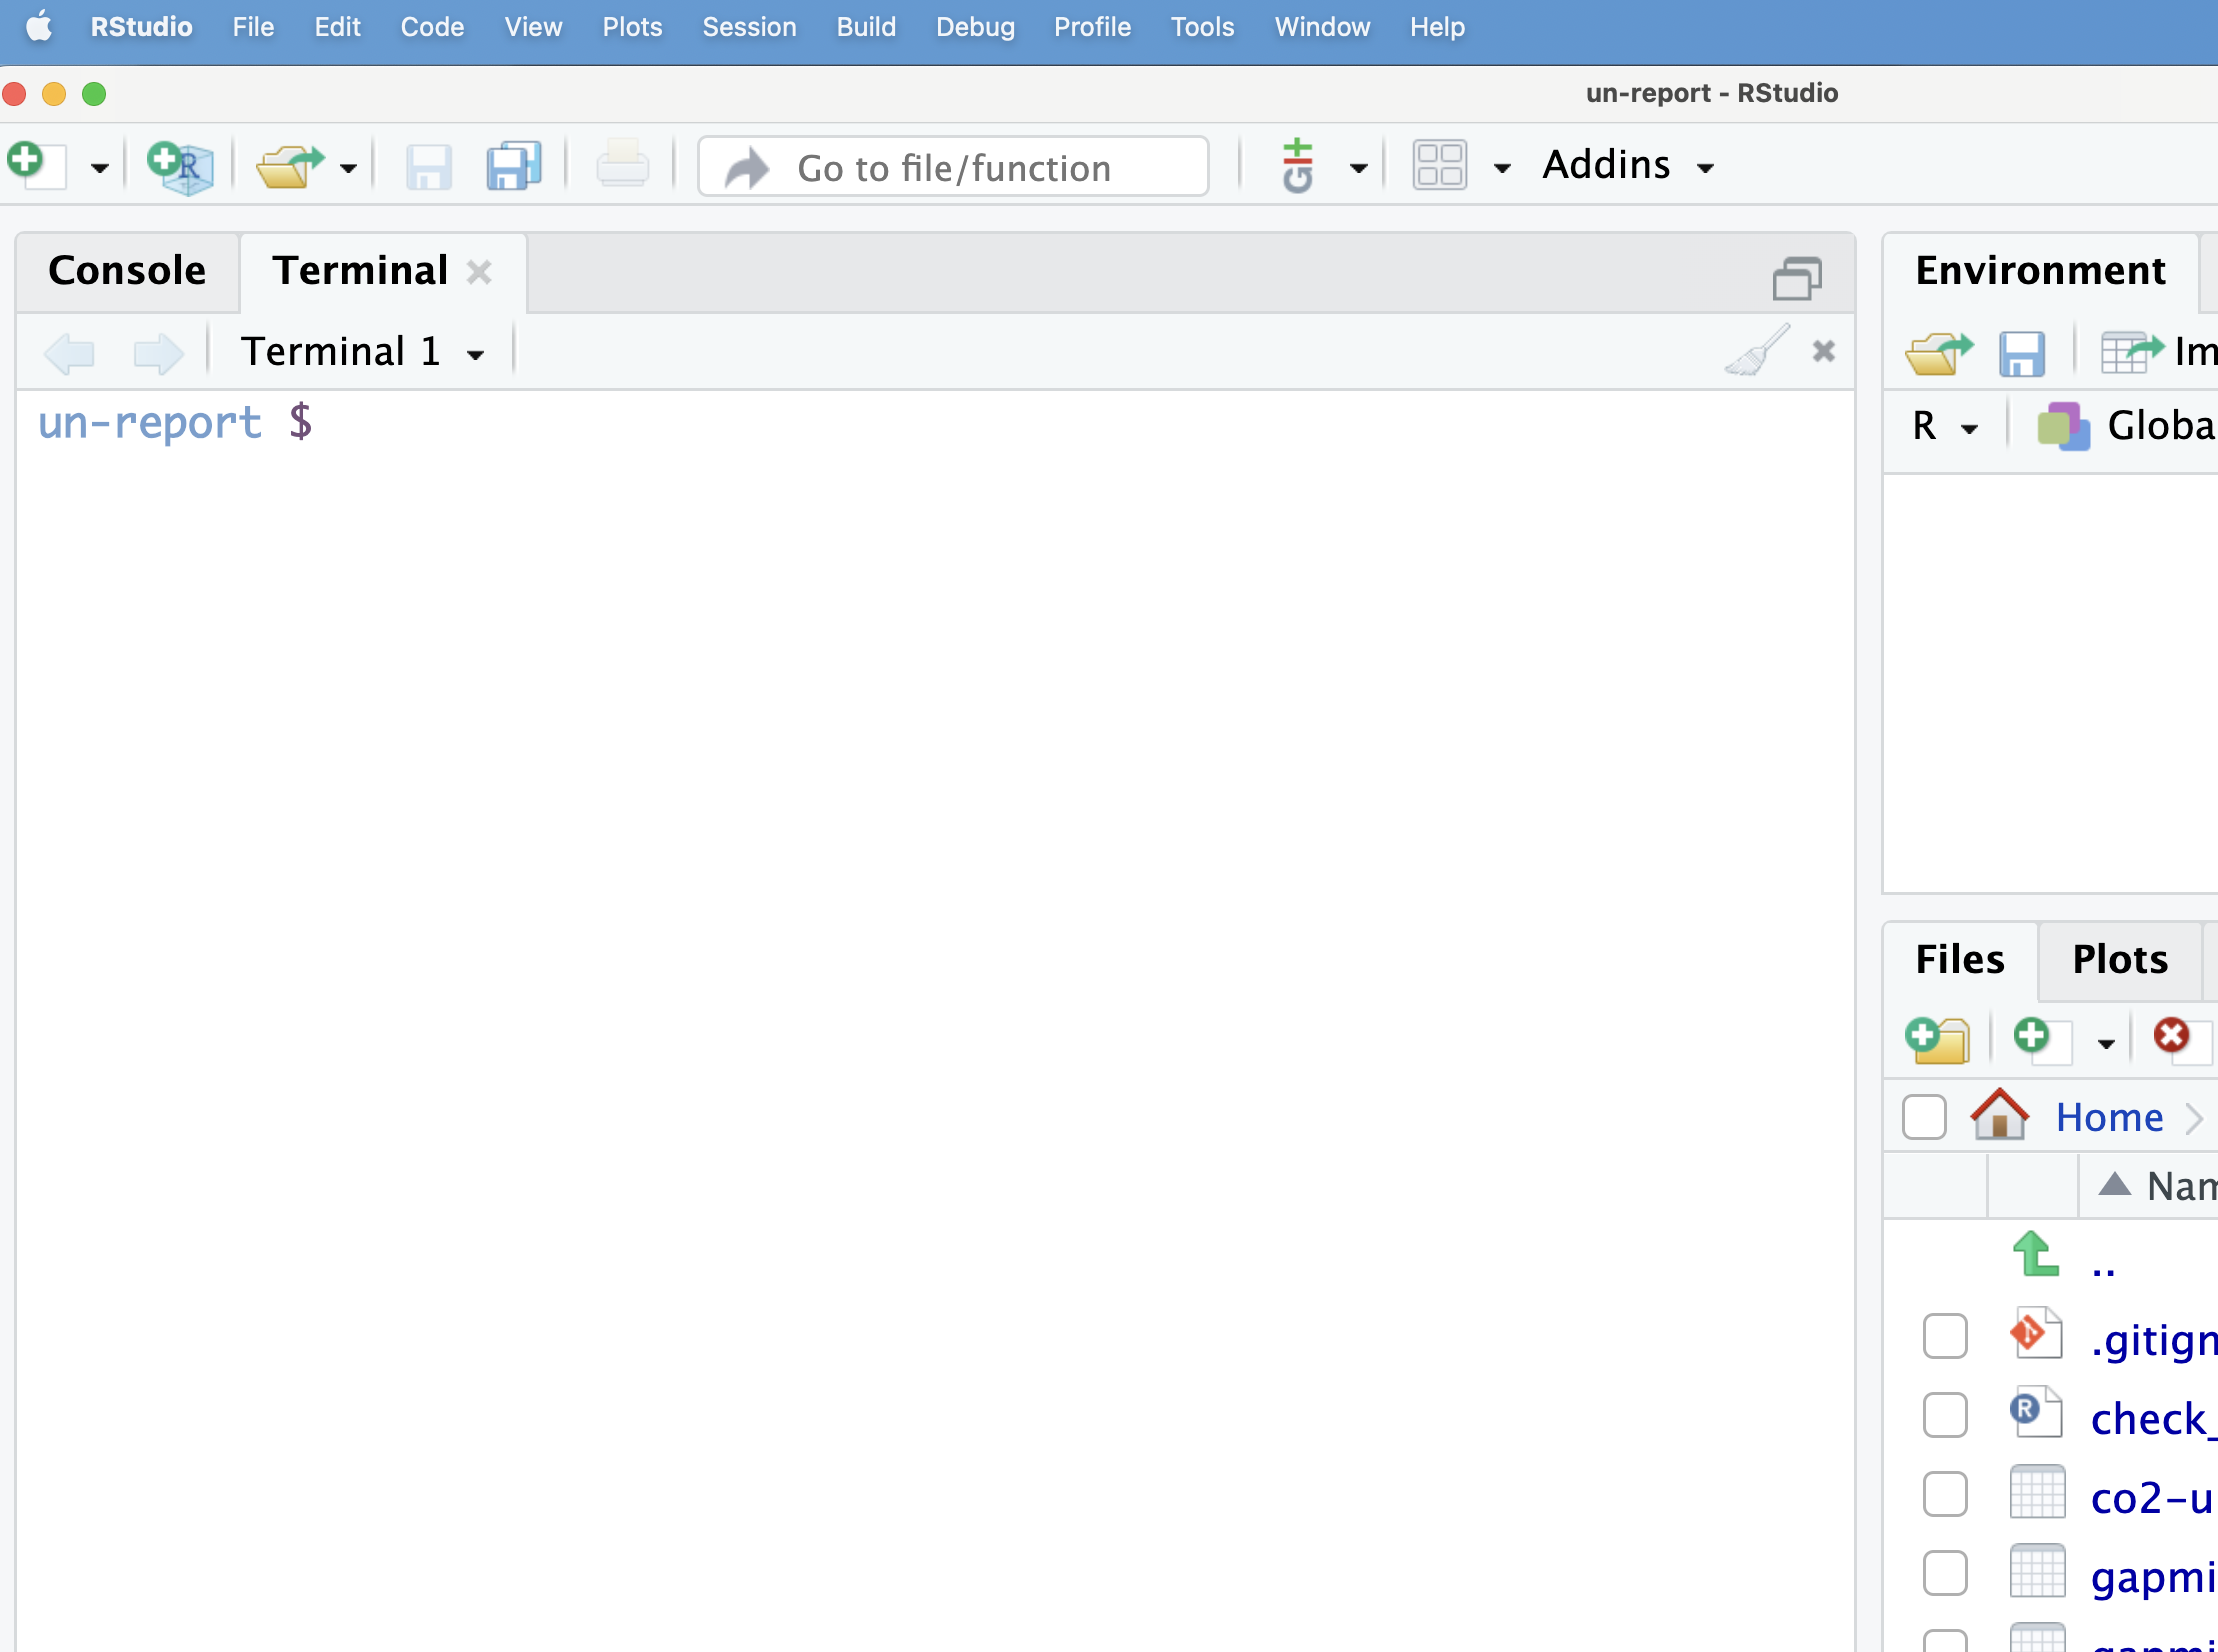 RStudio File Edit Code View Plots Session Build Debug Profile Tools Window Help
un-report - RStudio
Go to file/function
Git
Addins
Console
Terminal
Terminal 1
un-report $
Environment
Im
R
Globa
Files
Plots
Home
Nam
..
.gitign
check_
co2-u
gapmi